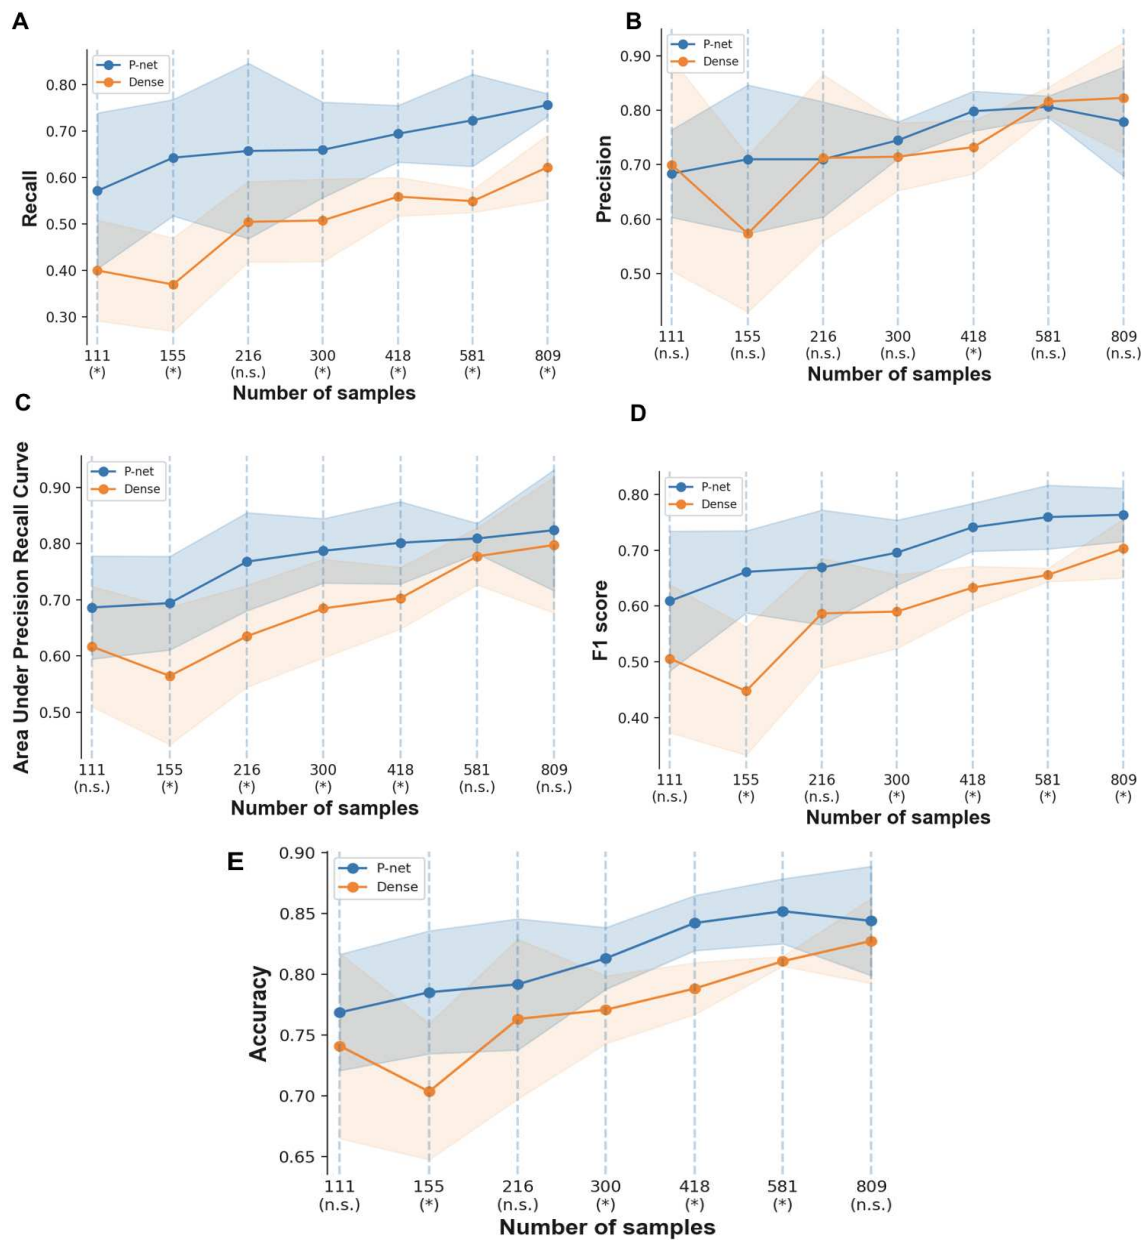 A
Recall
0.80
0.70
0.60
0.50
0.40
0.30
P-net
Dense
111 155 216 300 418 581 809
(*) (*) (n.s.) (*) (*) (*) (*)
Number of samples
B
Precision
0.90
0.80
0.70
0.60
0.50
P-net
Dense
111 155 216 300 418 581 809
(n.s.) (n.s.) (n.s.) (n.s.) (*) (n.s.) (n.s.)
Number of samples
C
Area Under Precision Recall Curve
0.90
0.80
0.70
0.60
0.50
P-net
Dense
111 155 216 300 418 581 809
(n.s.) (*) (*) (*) (*) (n.s.) (n.s.)
Number of samples
D
F1 score
0.80
0.70
0.60
0.50
0.40
P-net
Dense
111 155 216 300 418 581 809
(n.s.) (*) (n.s.) (*) (*) (*) (*)
Number of samples
E
Accuracy
0.90
0.85
0.80
0.75
0.70
0.65
P-net
Dense
111 155 216 300 418 581 809
(n.s.) (*) (n.s.) (*) (*) (*) (n.s.)
Number of samples